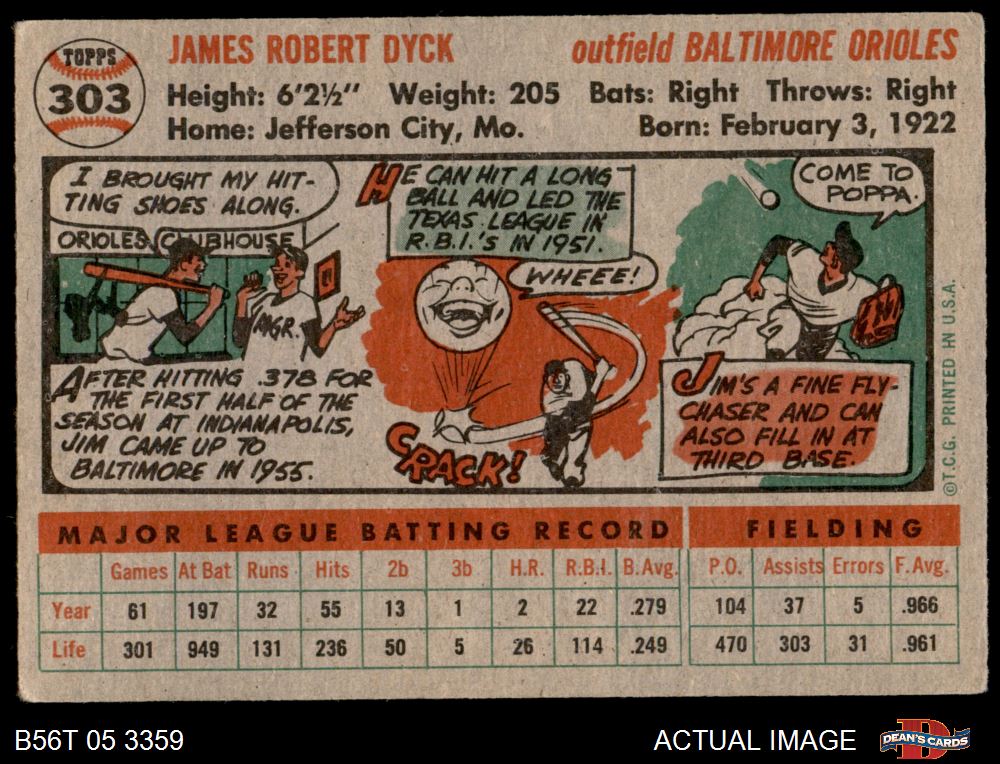 TOPPS
303
JAMES ROBERT DYCK
outfield BALTIMORE ORIOLES
Height: 6'2½" Weight: 205 Bats: Right Throws: Right
Home: Jefferson City, Mo. Born: February 3, 1922
I BROUGHT MY HIT-
TING SHOES ALONG.
ORIOLES CLUBHOUSE
MGR.
AFTER HITTING .378 FOR
THE FIRST HALF OF THE
SEASON AT INDIANAPOLIS,
JIM CAME UP TO
BALTIMORE IN 1955.
HE CAN HIT A LONG
BALL AND LED THE
TEXAS LEAGUE IN
R.B.I.'S IN 1951.
WHEEE!
CRACK!
COME TO
POPPA.
JIM'S A FINE FLY-
CHASER AND CAN
ALSO FILL IN AT
THIRD BASE.
©T.C.G. PRINTED IN U.S.A.
MAJOR LEAGUE BATTING RECORD FIELDING
Games At Bat Runs Hits 2b 3b H.R. R.B.I. B.Avg. P.O. Assists Errors F.Avg.
Year 61 197 32 55 13 1 2 22 .279 104 37 5 .966
Life 301 949 131 236 50 5 26 114 .249 470 303 31 .961
B56T 05 3359
ACTUAL IMAGE
D
DEAN'S CARDS